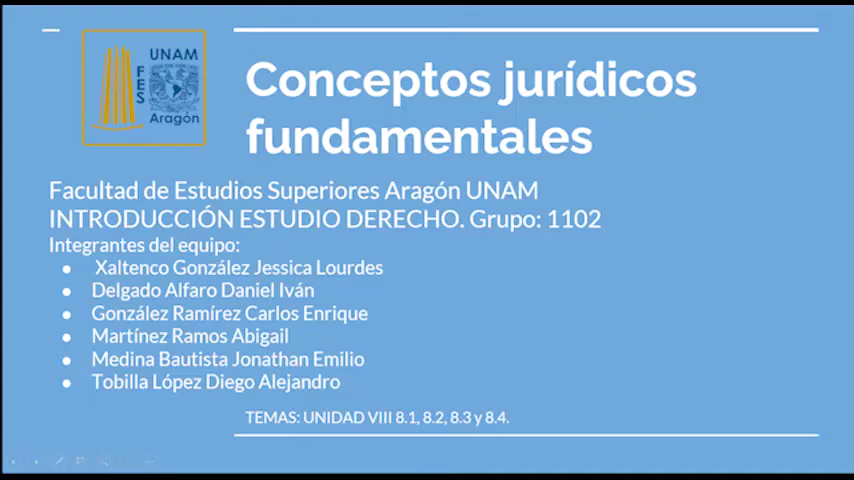 UNAM
FES
Aragón
Conceptos jurídicos
fundamentales
Facultad de Estudios Superiores Aragón UNAM
INTRODUCCIÓN ESTUDIO DERECHO. Grupo: 1102
Integrantes del equipo:
● Xaltenco González Jessica Lourdes
● Delgado Alfaro Daniel Iván
● González Ramírez Carlos Enrique
● Martínez Ramos Abigail
● Medina Bautista Jonathan Emilio
● Tobilla López Diego Alejandro
TEMAS: UNIDAD VIII 8.1, 8.2, 8.3 y 8.4.